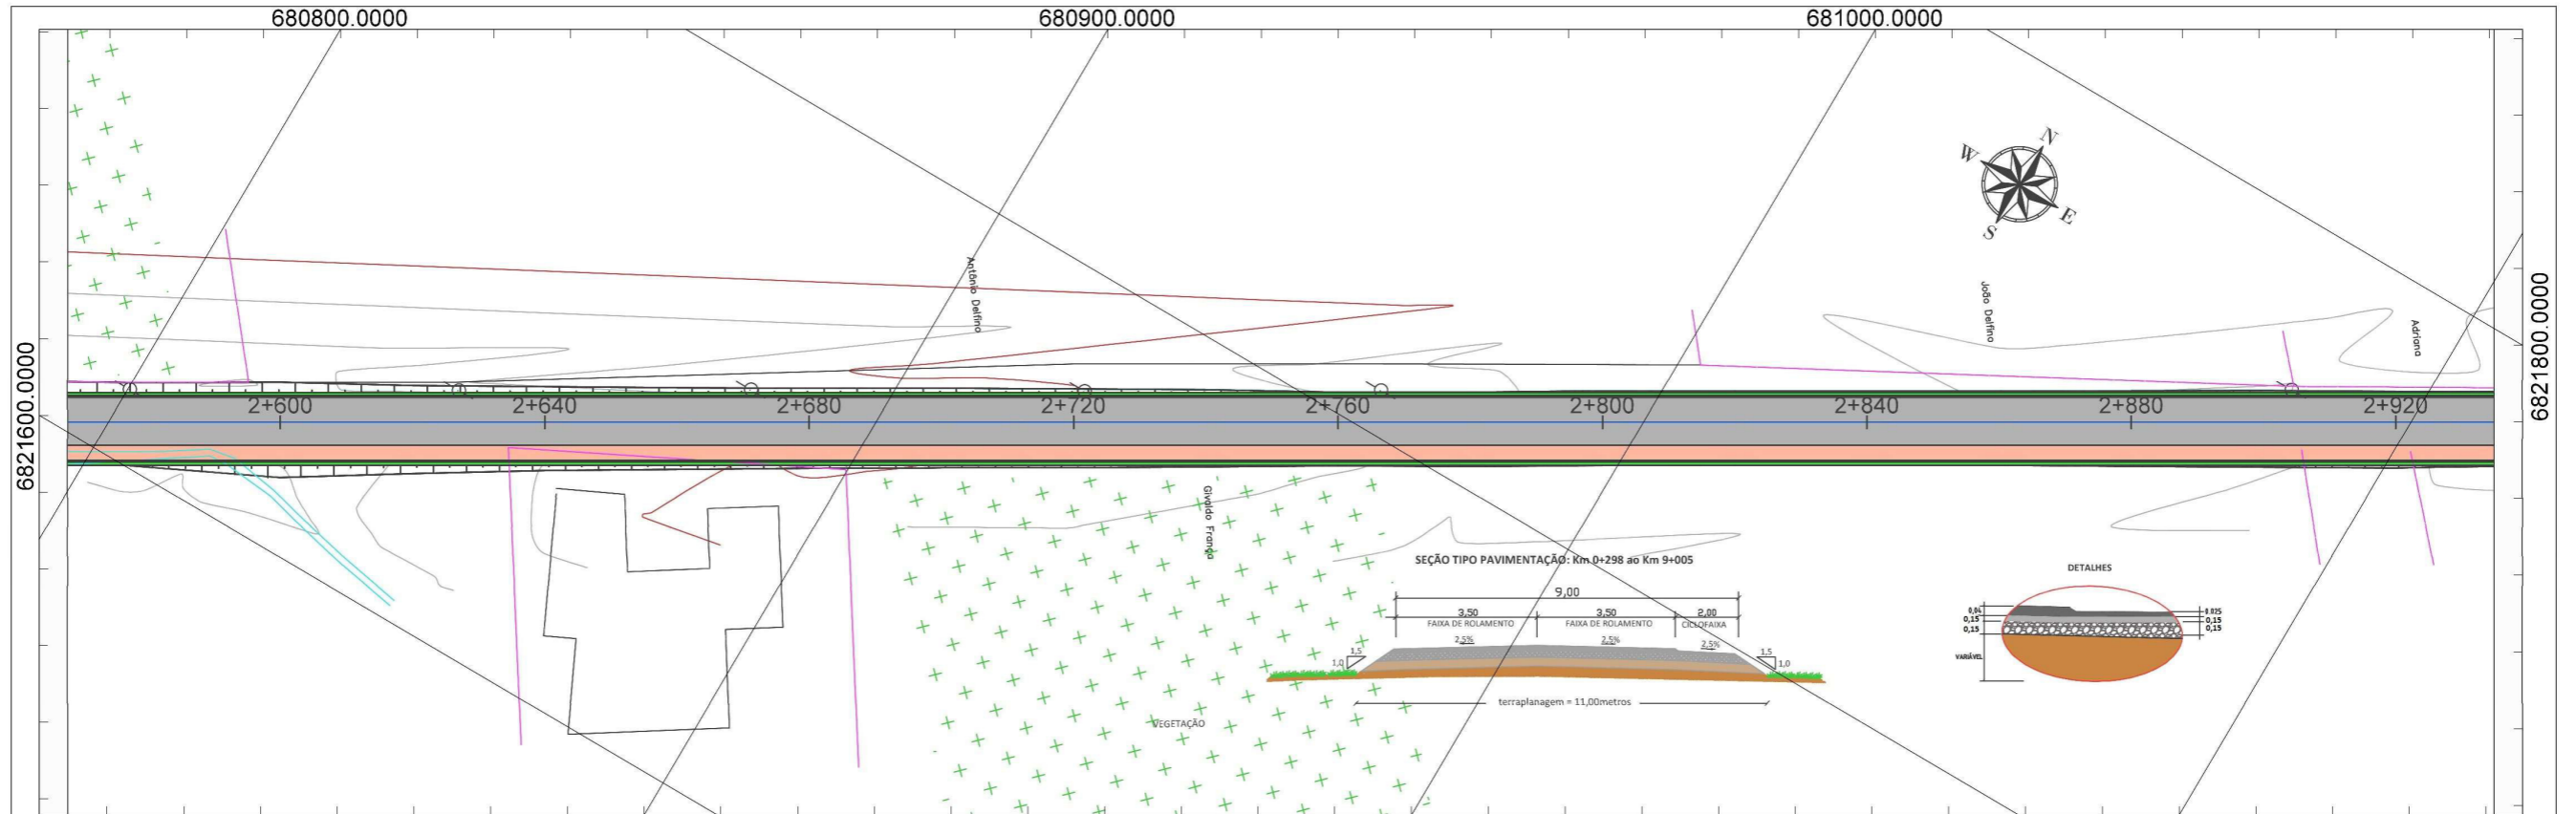 680800.0000
680900.0000
681000.0000
N
W
E
S
Antônio Delfino
João Delfino
Adriana
6821600.0000
6821800.0000
2+600
2+640
2+680
2+720
2+760
2+800
2+840
2+880
2+920
Givaldo França
VEGETAÇÃO
SEÇÃO TIPO PAVIMENTAÇÃO: Km 0+298 ao Km 9+005
9,00
3,50
3,50
2,00
FAIXA DE ROLAMENTO
FAIXA DE ROLAMENTO
CICLOFAIXA
2,5%
2,5%
2,5%
1,5
1,0
1,5
1,0
terraplanagem = 11,00metros
DETALHES
0,04
0,15
0,15
VARIÁVEL
0.025
0,15
0,15